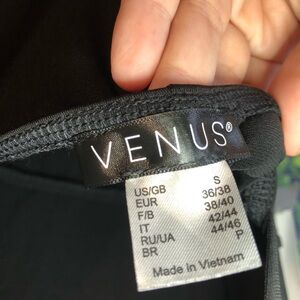 VENUS®
US/GB S
EUR 36/38
F/B 38/40
IT 42/44
RU/UA 44/46
BR P
Made in Vietnam